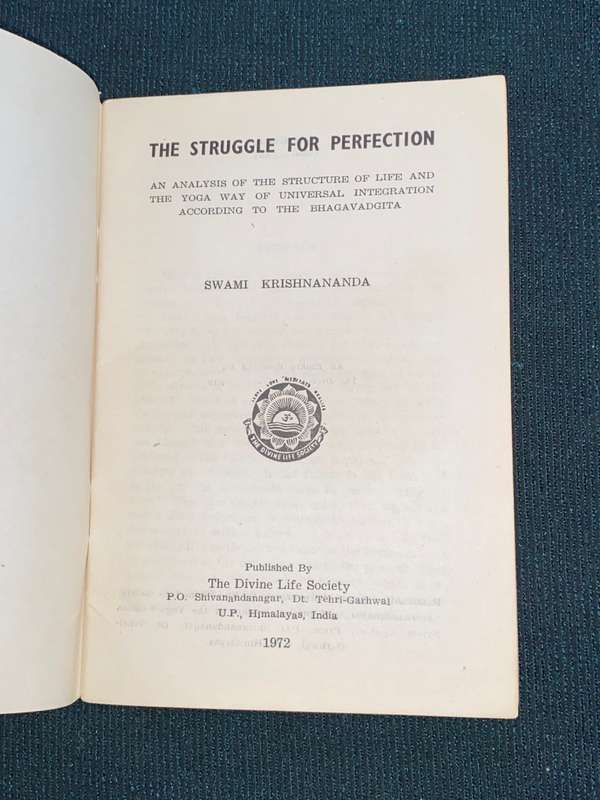 THE STRUGGLE FOR PERFECTION
AN ANALYSIS OF THE STRUCTURE OF LIFE AND
THE YOGA WAY OF UNIVERSAL INTEGRATION
ACCORDING TO THE BHAGAVADGITA
SWAMI KRISHNANANDA
ॐ
THE DIVINE LIFE SOCIETY
Published By
The Divine Life Society
P.O. Shivanandanagar, Dt. Tehri-Garhwal
U.P., Himalayas, India
1972